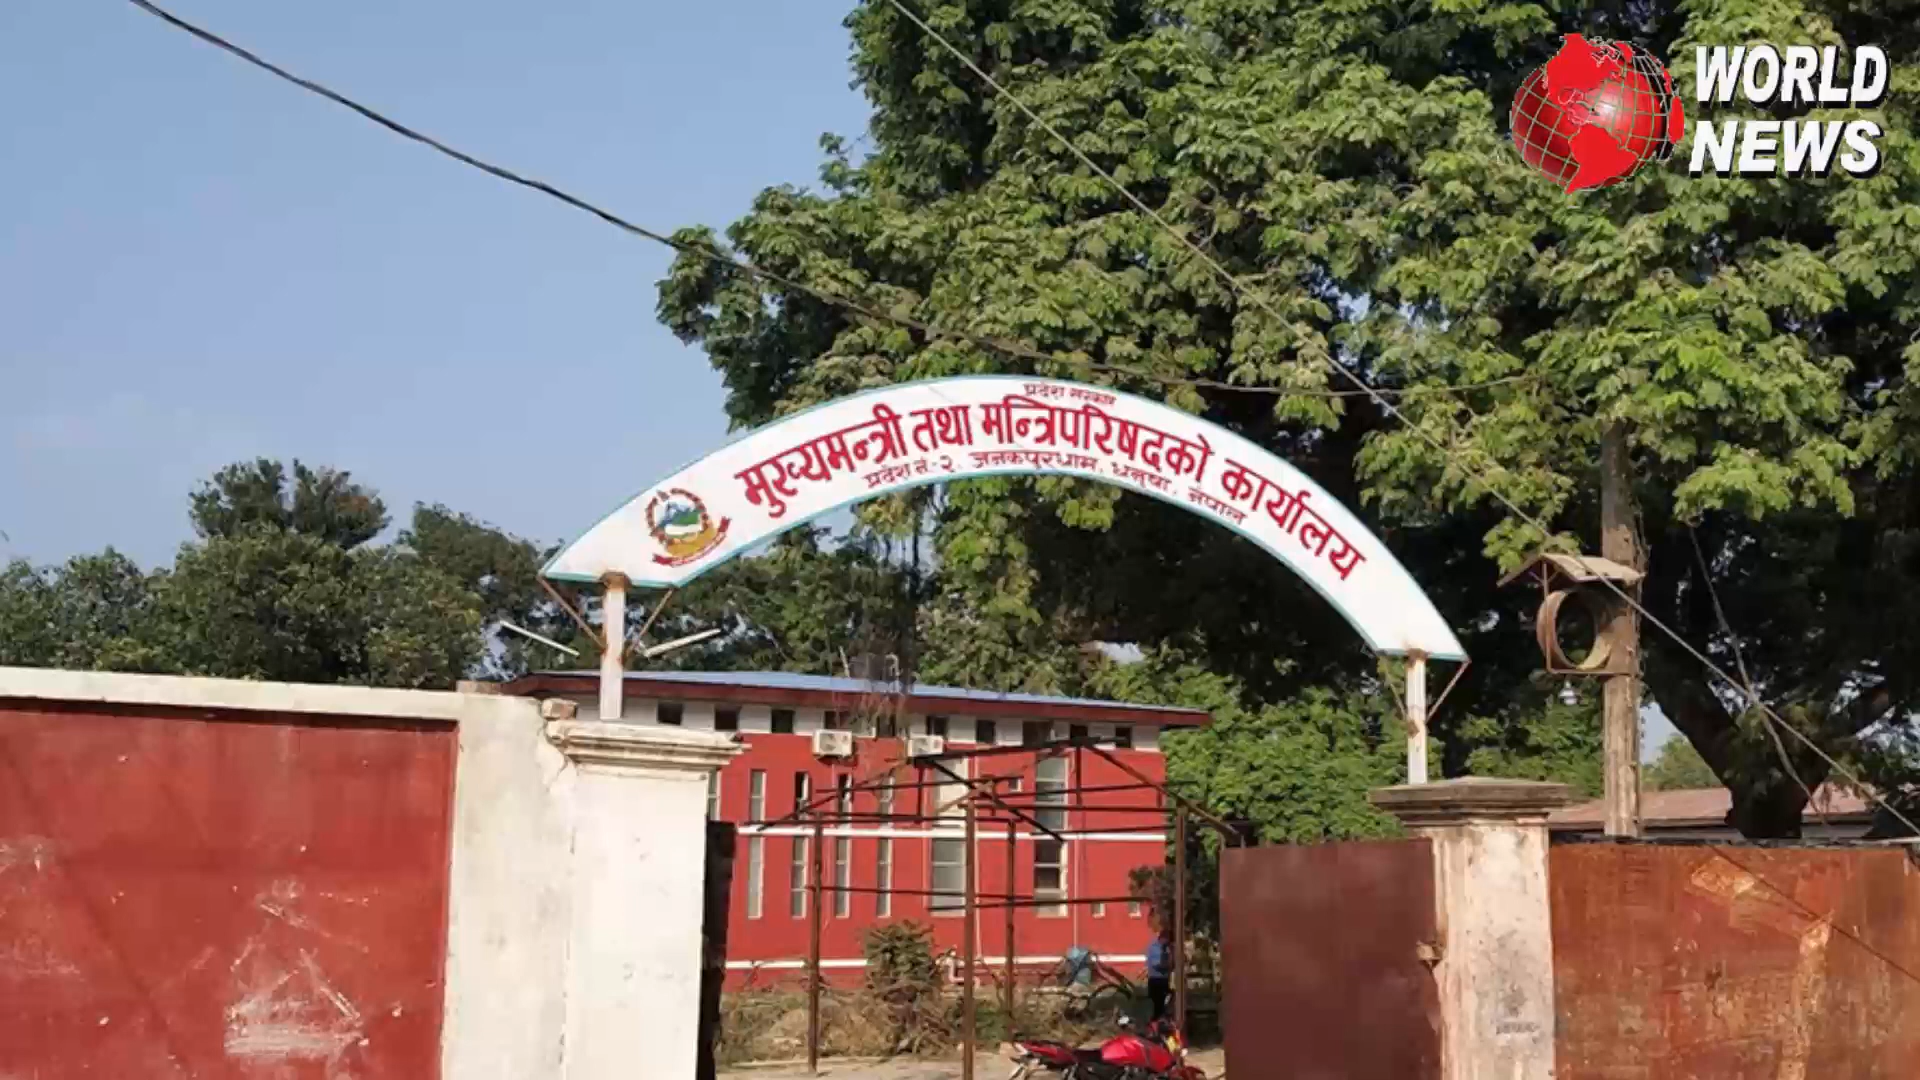 प्रदेश सरकार
मुख्यमन्त्री तथा मन्त्रिपरिषदको कार्यालय
प्रदेश नं. २, जनकपुरधाम, धनुषा, नेपाल
WORLD
NEWS